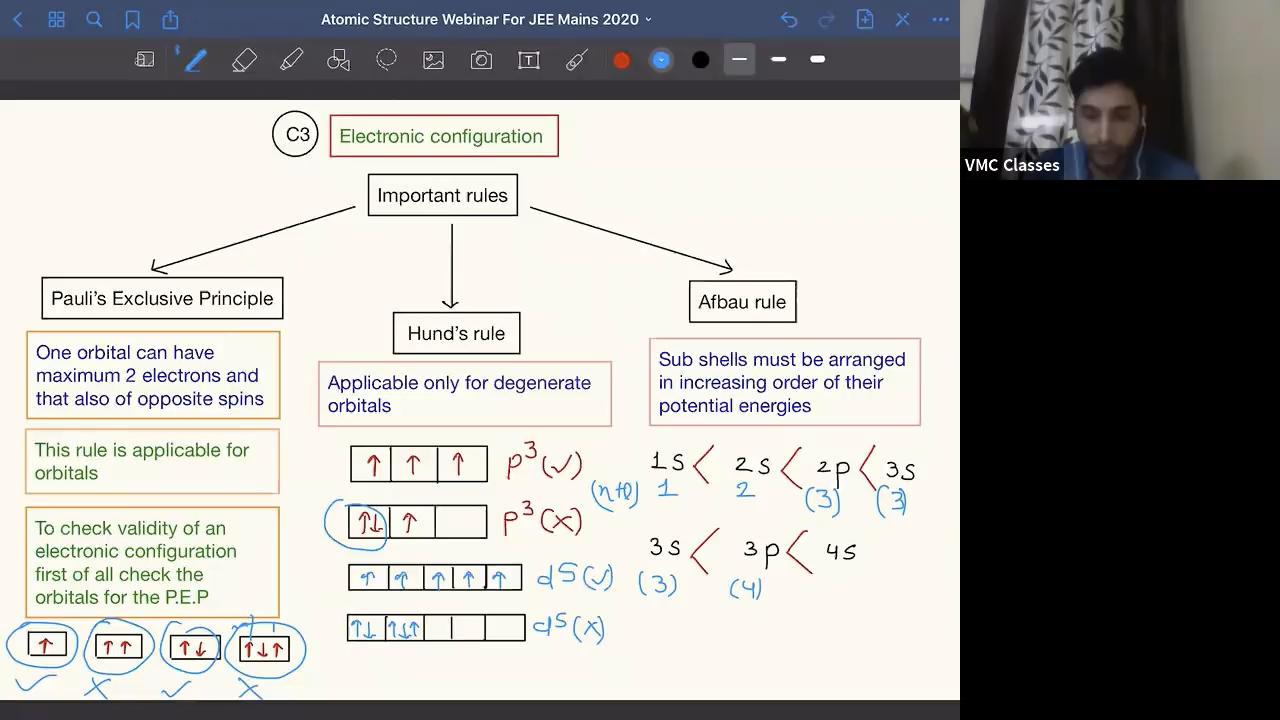 Atomic Structure Webinar For JEE Mains 2020
T
VMC Classes
C3
Electronic configuration
Important rules
Pauli's Exclusive Principle
One orbital can have
maximum 2 electrons and
that also of opposite spins
This rule is applicable for
orbitals
To check validity of an
electronic configuration
first of all check the
orbitals for the P.E.P
↑
↑ ↑
↑↓
↑↓↑
✓ X ✓ X
Hund's rule
Applicable only for degenerate
orbitals
↑ ↑ ↑ p³(✓)
↑↓ ↑ p³(X)
↑ ↑ ↑ ↑ ↑ d5(✓)
↑↓ ↑↓↑ d⁵(X)
Afbau rule
Sub shells must be arranged
in increasing order of their
potential energies
1s < 2s < 2p < 3s
(n+l) 1 2 (3) (3)
3s < 3p < 4s
(3) (4)